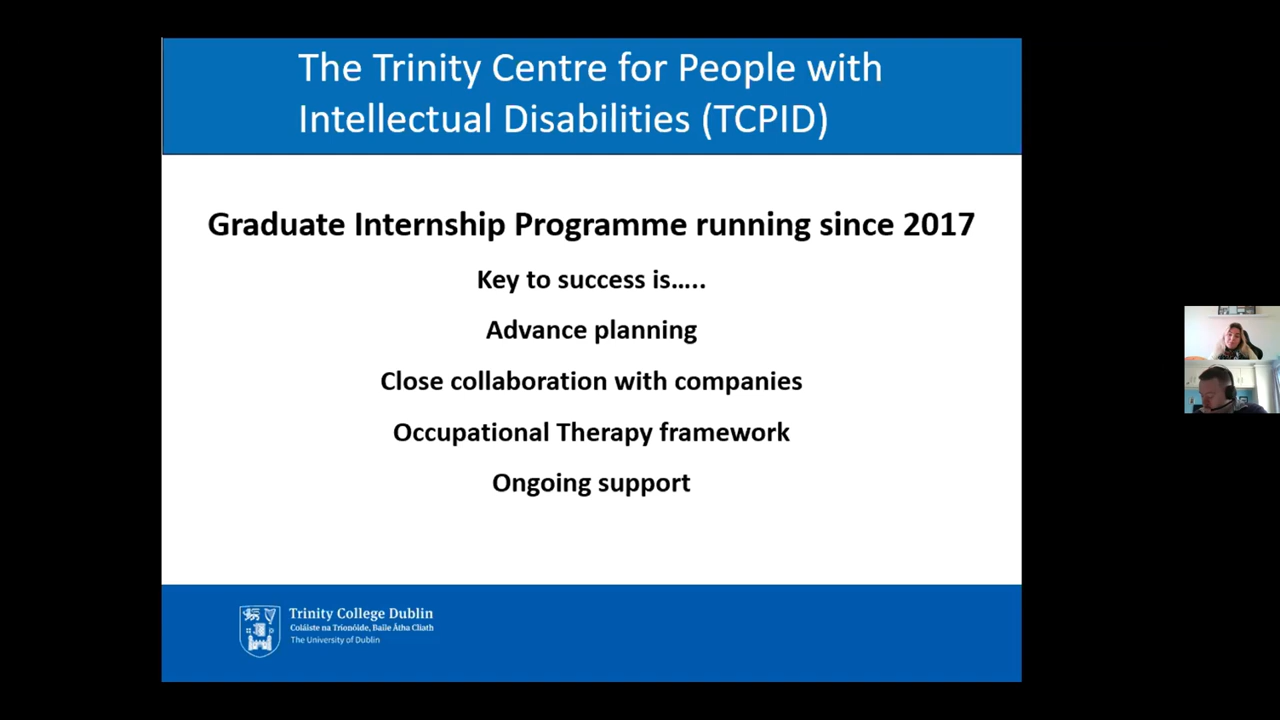 The Trinity Centre for People with
Intellectual Disabilities (TCPID)
Graduate Internship Programme running since 2017
Key to success is…..
Advance planning
Close collaboration with companies
Occupational Therapy framework
Ongoing support
Trinity College Dublin
Coláiste na Tríonóide, Baile Átha Cliath
The University of Dublin